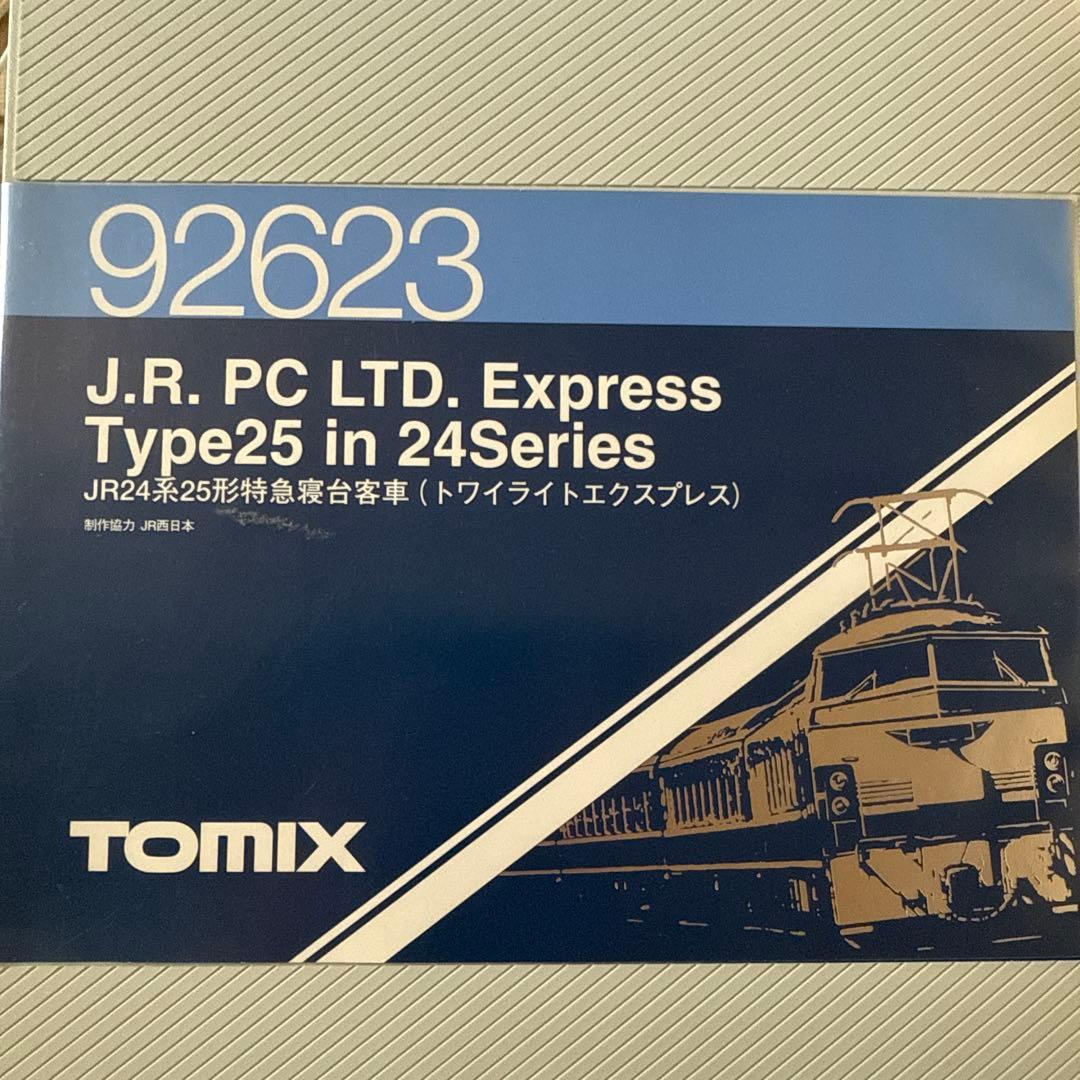 92623
J.R. PC LTD. Express
Type25 in 24Series
JR24系25形特急寝台客車(トワイライトエクスプレス)
制作協力 JR西日本
TOMIX